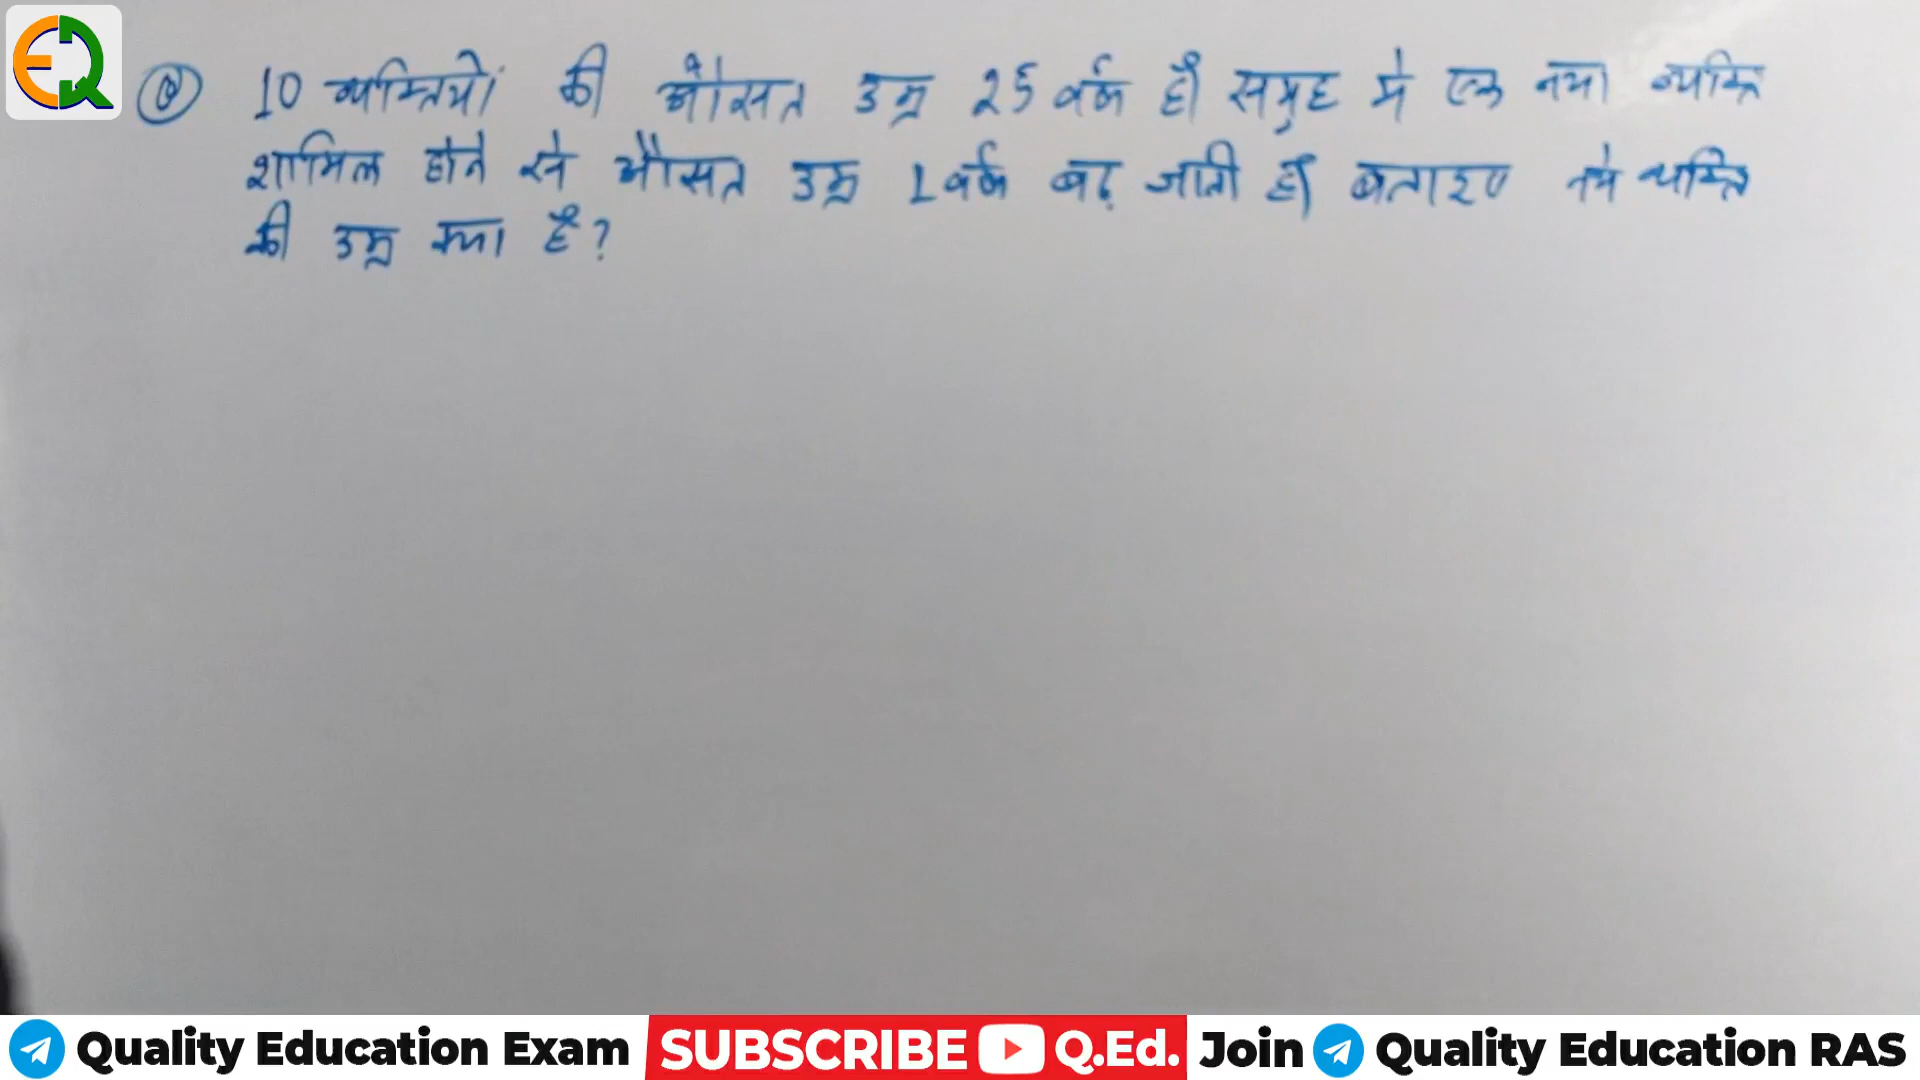 EQ
Q 10 व्यक्तियों की औसत उम्र 25 वर्ष है। समुह मे एक नया व्यक्ति
शामिल होने से औसत उम्र 1 वर्ष बढ़ जाती है। बताइए नये व्यक्ति
की उम्र क्या है?
Quality Education Exam SUBSCRIBE Q.Ed. Join Quality Education RAS